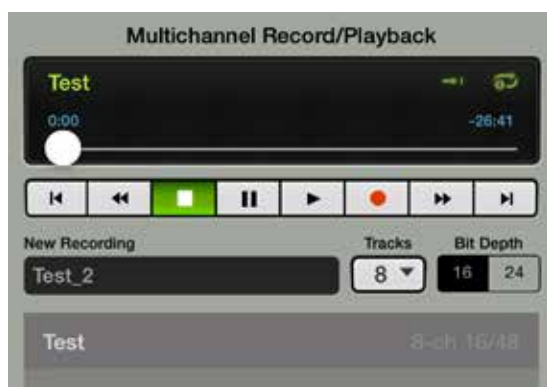 Multichannel Record/Playback
Test
0:00 -26:41
New Recording Tracks Bit Depth
Test_2 8 16 24
Test 8-ch 16/48